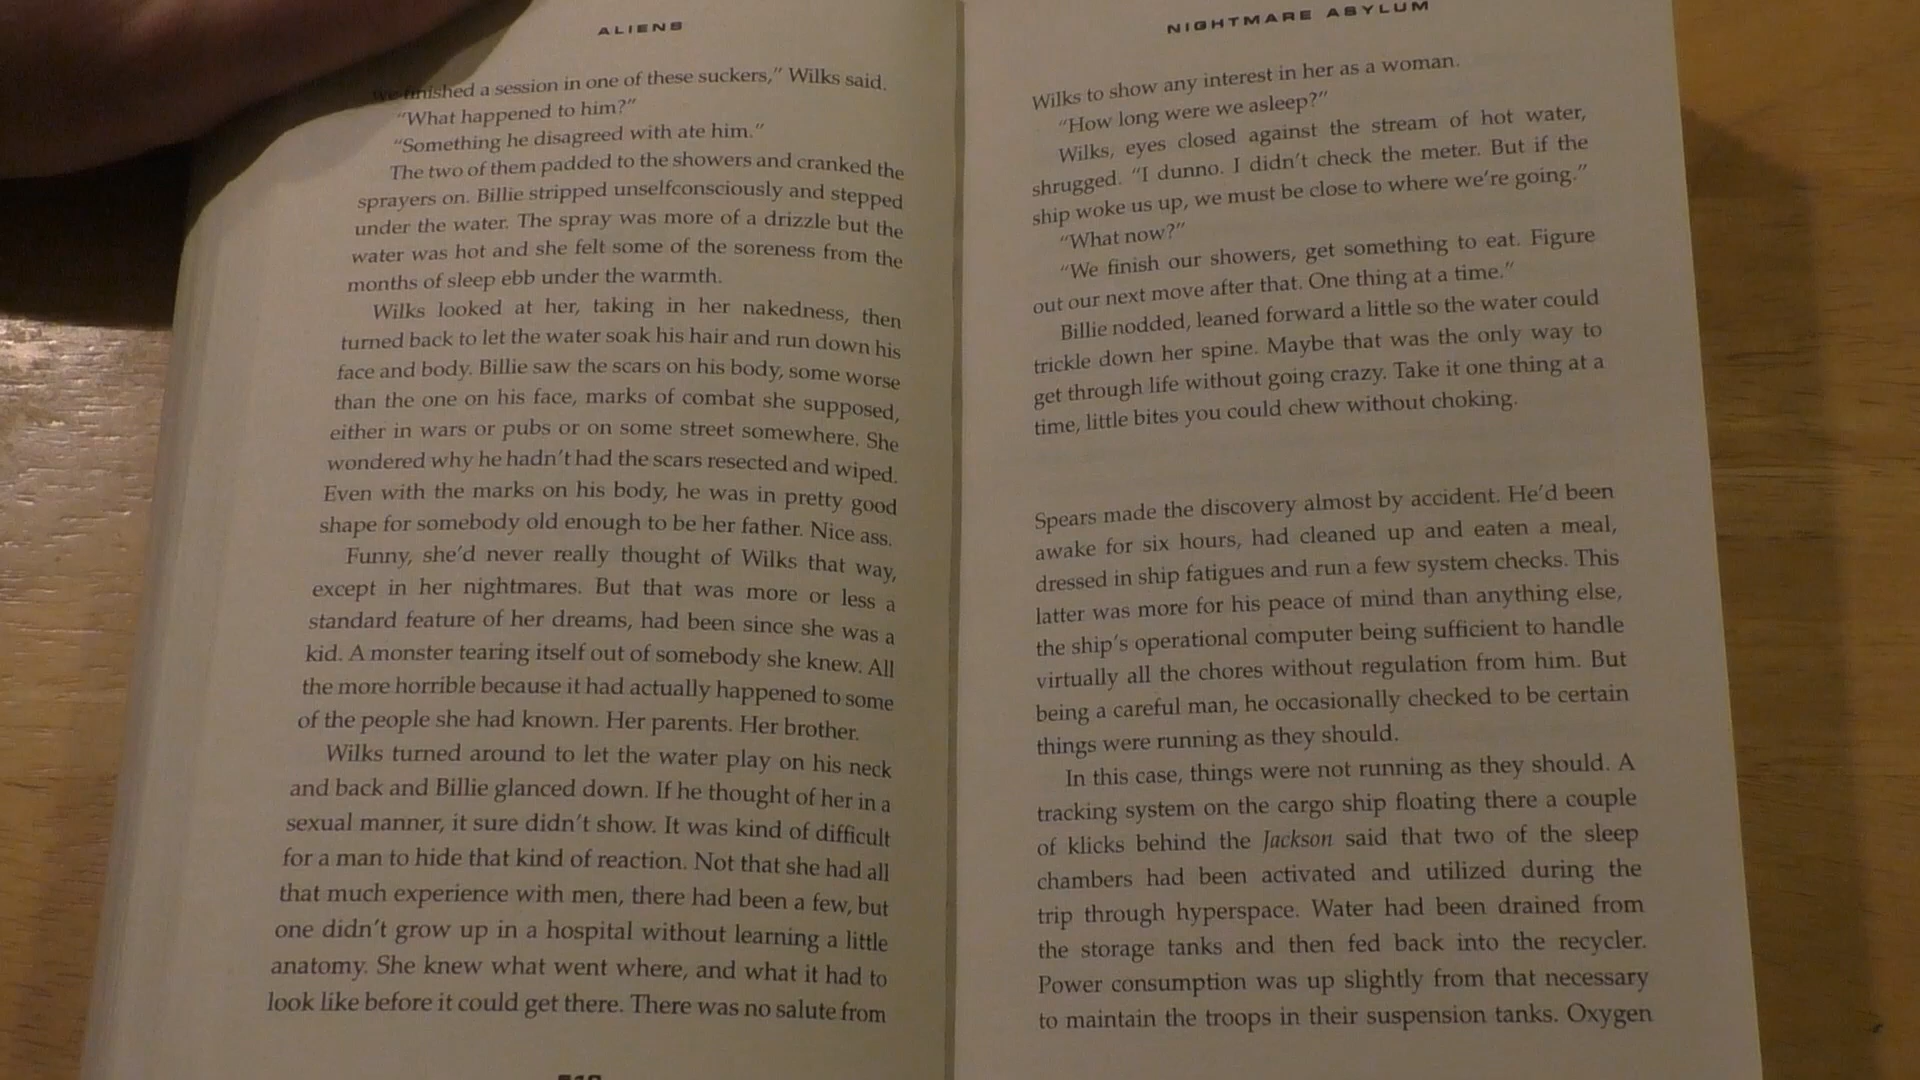 ALIENS
we finished a session in one of these suckers," Wilks said.
"What happened to him?"
"Something he disagreed with ate him."
The two of them padded to the showers and cranked the
sprayers on. Billie stripped unselfconsciously and stepped
under the water. The spray was more of a drizzle but the
water was hot and she felt some of the soreness from the
months of sleep ebb under the warmth.
Wilks looked at her, taking in her nakedness, then
turned back to let the water soak his hair and run down his
face and body. Billie saw the scars on his body, some worse
than the one on his face, marks of combat she supposed,
either in wars or pubs or on some street somewhere. She
wondered why he hadn't had the scars resected and wiped.
Even with the marks on his body, he was in pretty good
shape for somebody old enough to be her father. Nice ass.
Funny, she'd never really thought of Wilks that way,
except in her nightmares. But that was more or less a
standard feature of her dreams, had been since she was a
kid. A monster tearing itself out of somebody she knew. All
the more horrible because it had actually happened to some
of the people she had known. Her parents. Her brother.
Wilks turned around to let the water play on his neck
and back and Billie glanced down. If he thought of her in a
sexual manner, it sure didn't show. It was kind of difficult
for a man to hide that kind of reaction. Not that she had all
that much experience with men, there had been a few, but
one didn't grow up in a hospital without learning a little
anatomy. She knew what went where, and what it had to
look like before it could get there. There was no salute from
NIGHTMARE ASYLUM
Wilks to show any interest in her as a woman.
"How long were we asleep?"
Wilks, eyes closed against the stream of hot water,
shrugged. "I dunno. I didn't check the meter. But if the
ship woke us up, we must be close to where we're going."
"What now?"
"We finish our showers, get something to eat. Figure
out our next move after that. One thing at a time."
Billie nodded, leaned forward a little so the water could
trickle down her spine. Maybe that was the only way to
get through life without going crazy. Take it one thing at a
time, little bites you could chew without choking.
Spears made the discovery almost by accident. He'd been
awake for six hours, had cleaned up and eaten a meal,
dressed in ship fatigues and run a few system checks. This
latter was more for his peace of mind than anything else,
the ship's operational computer being sufficient to handle
virtually all the chores without regulation from him. But
being a careful man, he occasionally checked to be certain
things were running as they should.
In this case, things were not running as they should. A
tracking system on the cargo ship floating there a couple
of klicks behind the Jackson said that two of the sleep
chambers had been activated and utilized during the
trip through hyperspace. Water had been drained from
the storage tanks and then fed back into the recycler.
Power consumption was up slightly from that necessary
to maintain the troops in their suspension tanks. Oxygen